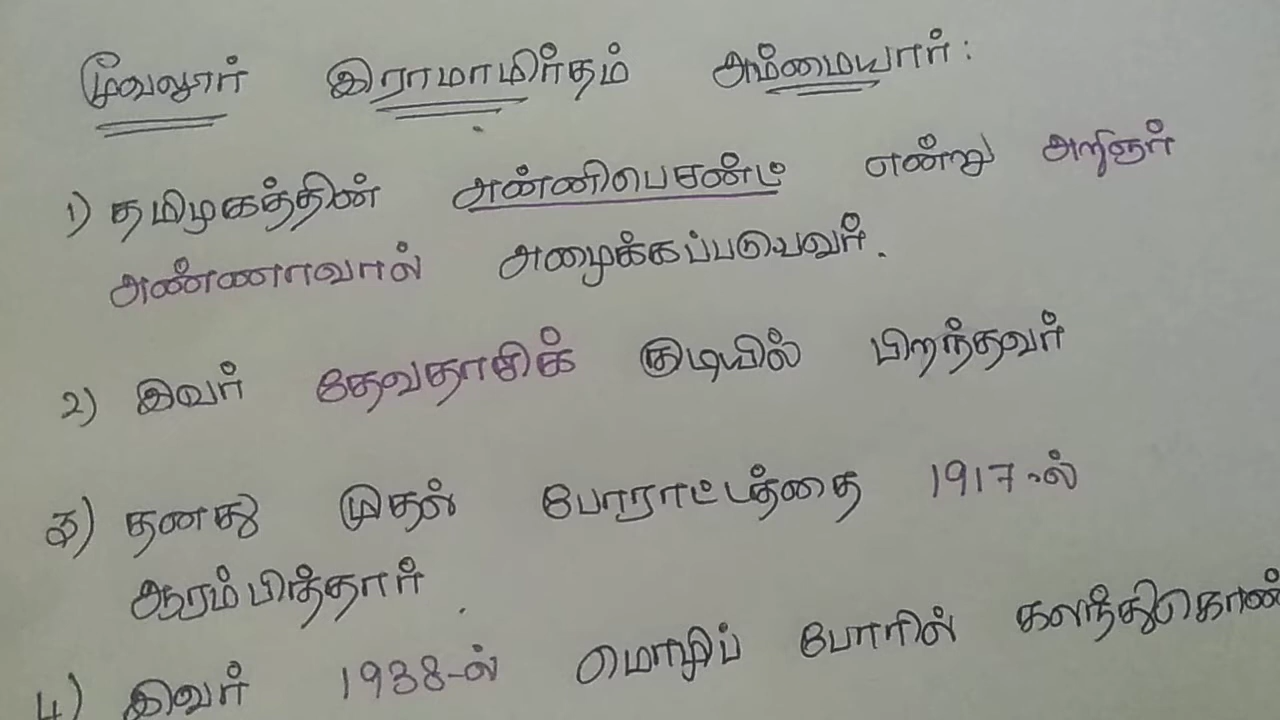 மூவலூர் இராமாமிர்தம் அம்மையார் :
1) தமிழகத்தின் அன்னிபெசண்ட் என்று அறிஞர்
அண்ணாவால் அழைக்கப்படுபவர்.
2) இவர் தேவதாசிக் குடியில் பிறந்தவர்
3) தனது முதல் போராட்டத்தை 1917-ல்
ஆரம்பித்தார்.
4) இவர் 1938-ல் மொழிப் போரில் கலந்துகொண்